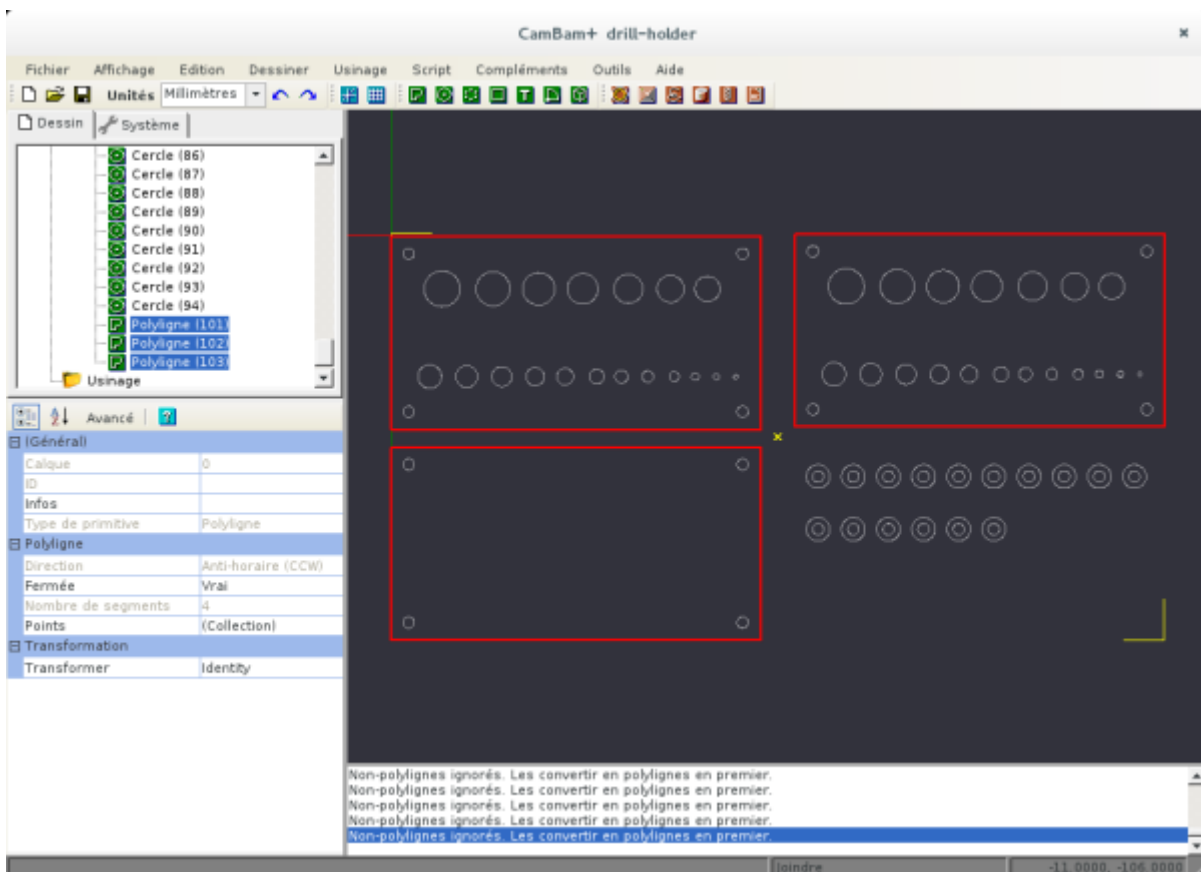 CamBam+ drill-holder
Fichier Affichage Edition Dessiner Usinage Script Compléments Outils Aide
Unités Millimètres
Dessin Système
Cercle (86)
Cercle (87)
Cercle (88)
Cercle (89)
Cercle (90)
Cercle (91)
Cercle (92)
Cercle (93)
Cercle (94)
Polyligne (101)
Polyligne (102)
Polyligne (103)
Usinage
Avancé
(Général)
Calque 0
ID
Infos
Type de primitive Polyligne
Polyligne
Direction Anti-horaire (CCW)
Fermée Vrai
Nombre de segments 4
Points (Collection)
Transformation
Transformer Identity
Non-polylignes ignorés. Les convertir en polylignes en premier.
Non-polylignes ignorés. Les convertir en polylignes en premier.
Non-polylignes ignorés. Les convertir en polylignes en premier.
Non-polylignes ignorés. Les convertir en polylignes en premier.
Non-polylignes ignorés. Les convertir en polylignes en premier.
Joindre -11.0000, -106.0000